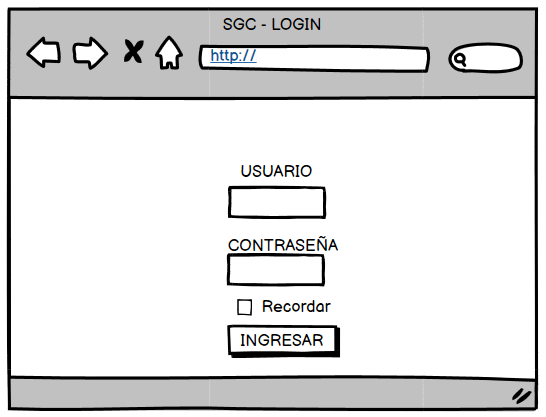 SGC - LOGIN
http://
USUARIO
CONTRASEÑA
Recordar
INGRESAR